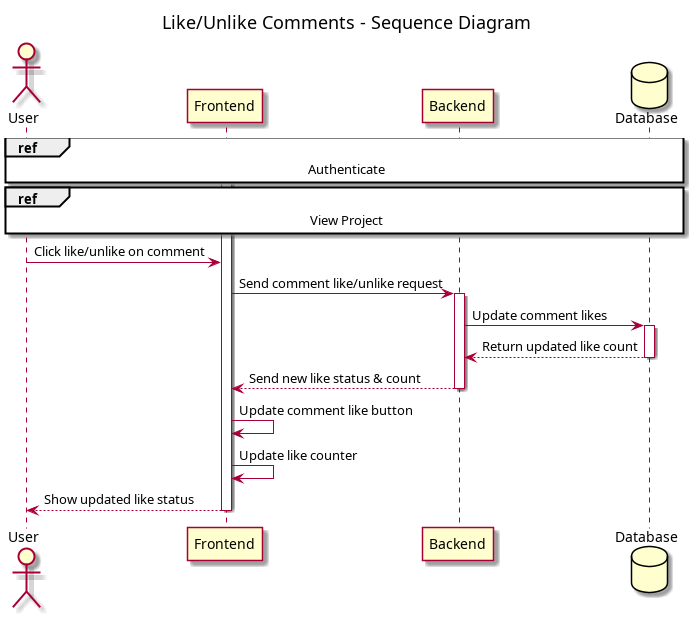 Like/Unlike Comments - Sequence Diagram
User
Frontend
Backend
Database
ref
Authenticate
ref
View Project
Click like/unlike on comment
Send comment like/unlike request
Update comment likes
Return updated like count
Send new like status & count
Update comment like button
Update like counter
Show updated like status
User
Frontend
Backend
Database